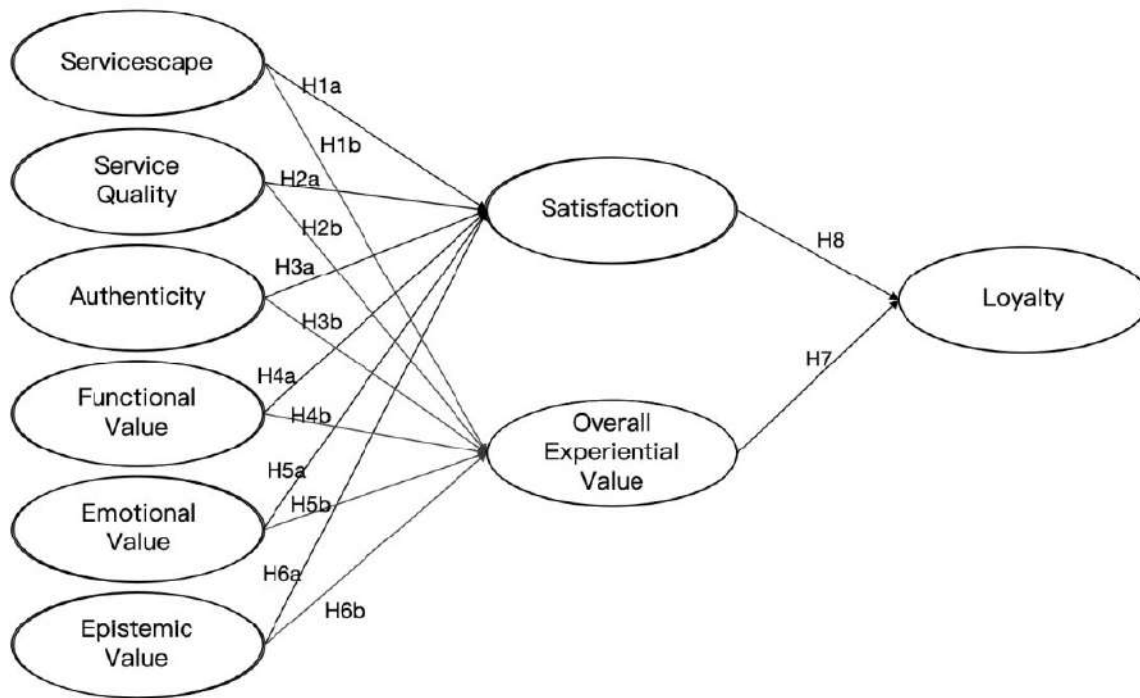 Servicescape
H1a
H1b
Service
Quality
H2a
H2b
Satisfaction
H8
Authenticity
H3a
H3b
Loyalty
H7
Functional
Value
H4a
H4b
Overall
Experiential
Value
Emotional
Value
H5a
H5b
Epistemic
Value
H6a
H6b